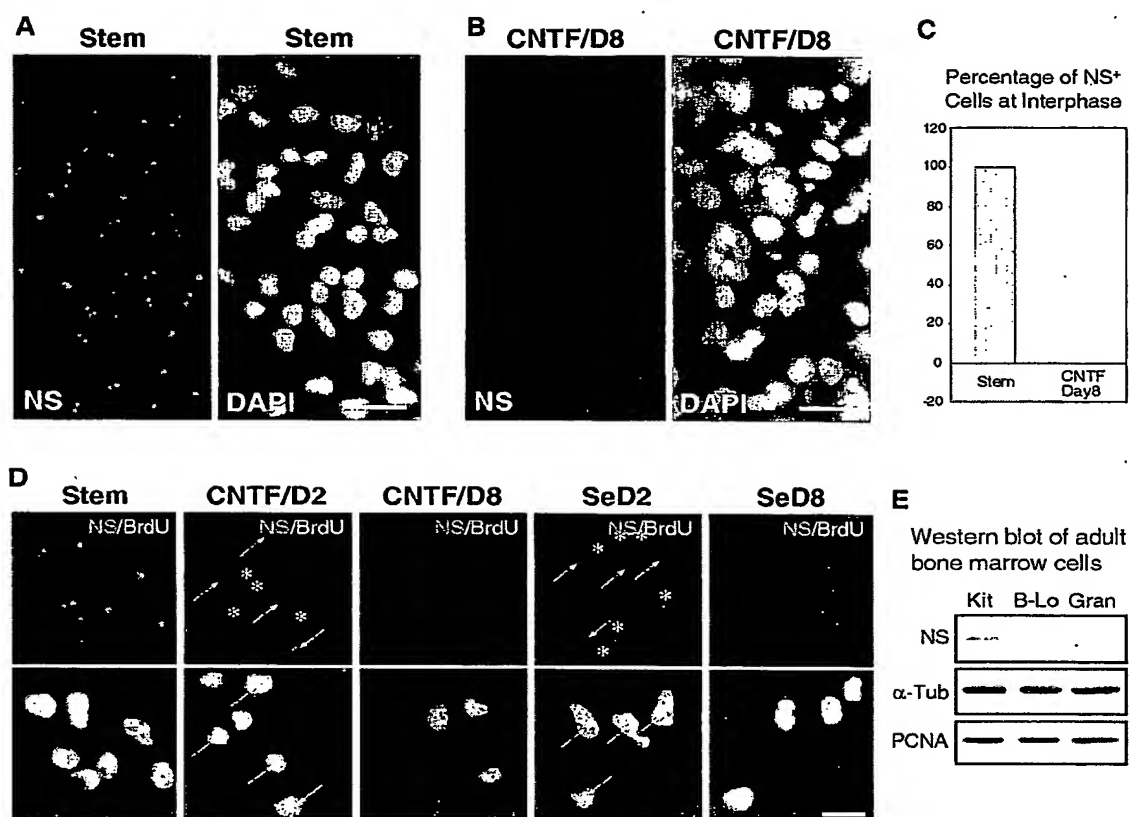 A
Stem
Stem
NS
DAPI
B
CNTF/D8
CNTF/D8
NS
DAPI
C
Percentage of NS+
Cells at Interphase
120
100
80
60
40
20
0
-20
Stem
CNTF
Day8
D
Stem
CNTF/D2
CNTF/D8
SeD2
SeD8
NS/BrdU
NS/BrdU
NS/BrdU
NS/BrdU
NS/BrdU
* * * * *
* * * * * *
E
Western blot of adult
bone marrow cells
Kit B-Lo Gran
NS
α-Tub
PCNA